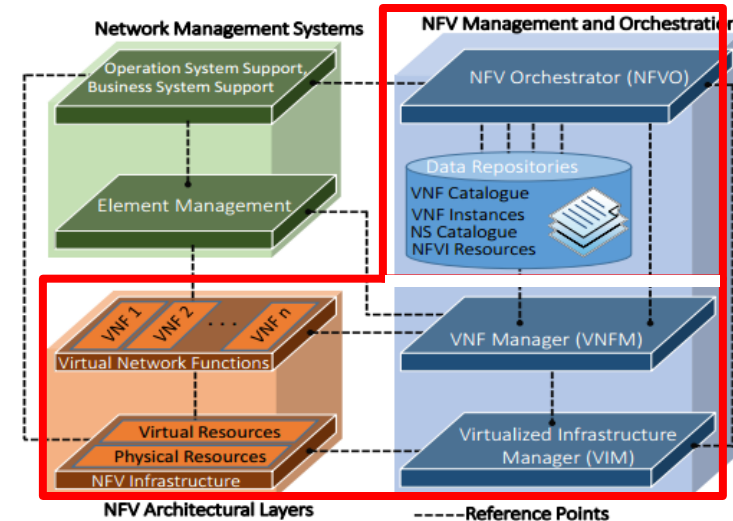 Network Management Systems
NFV Management and Orchestration
Operation System Support,
Business System Support
NFV Orchestrator (NFVO)
Data Repositories
VNF Catalogue
VNF Instances
NS Catalogue
NFVI Resources
Element Management
VNF 1
VNF 2
. . .
VNF n
Virtual Network Functions
VNF Manager (VNFM)
Virtual Resources
Physical Resources
NFV Infrastructure
Virtualized Infrastructure
Manager (VIM)
NFV Architectural Layers
-----Reference Points